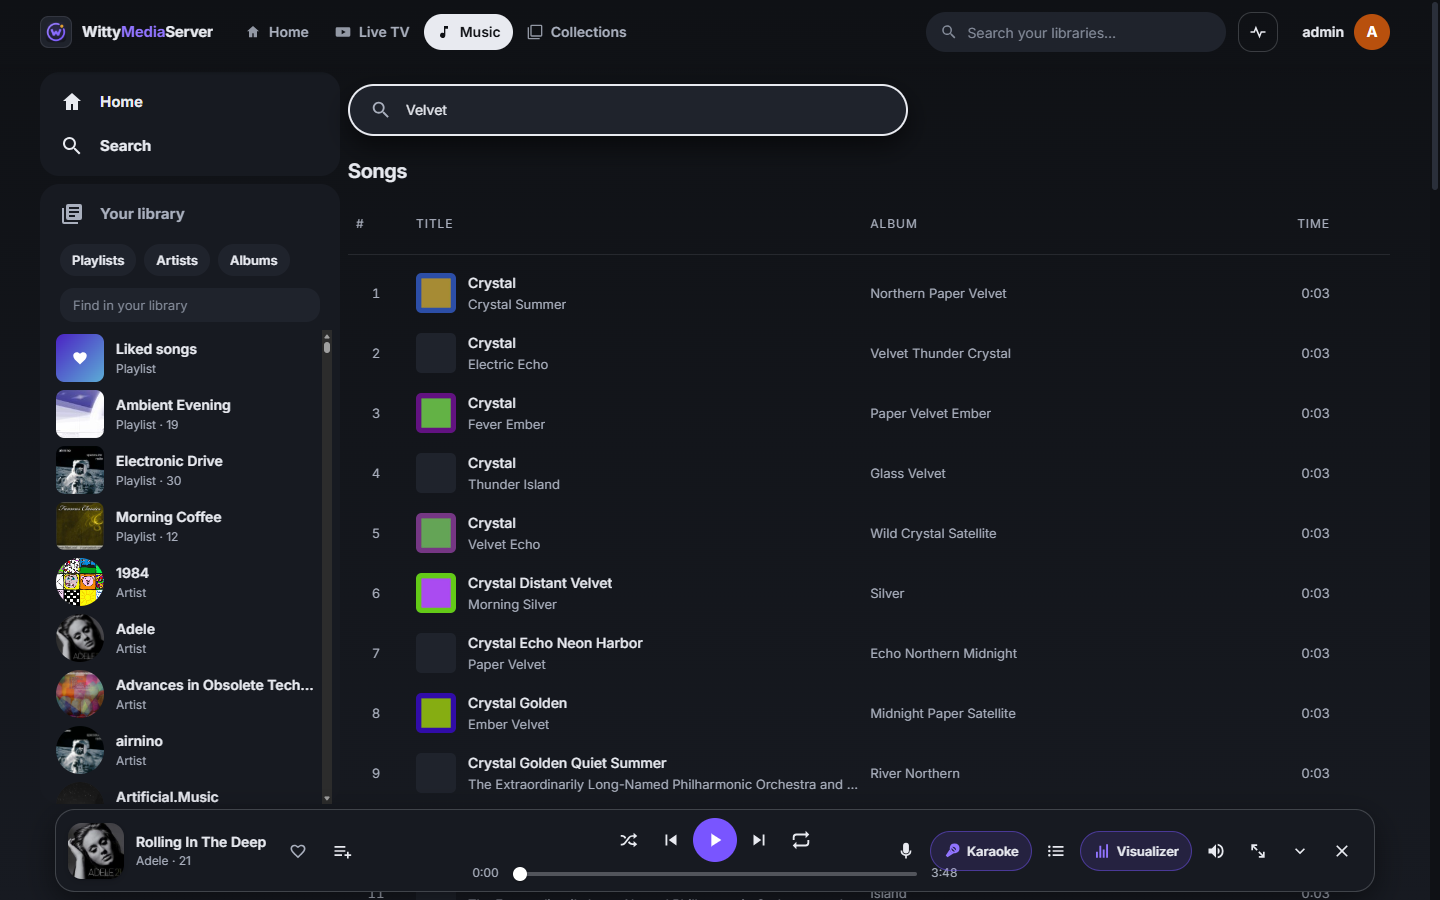 WittyMediaServer
Home
Live TV
Music
Collections
Search your libraries...
admin
A
Home
Search
Your library
Playlists
Artists
Albums
Find in your library
Liked songs
Playlist
Ambient Evening
Playlist · 19
Electronic Drive
Playlist · 30
Morning Coffee
Playlist · 12
1984
Artist
Adele
Artist
Advances in Obsolete Tech...
Artist
airnino
Artist
Artificial.Music
Velvet
Songs
# TITLE ALBUM TIME
1 Crystal Northern Paper Velvet 0:03
Crystal Summer
2 Crystal Velvet Thunder Crystal 0:03
Electric Echo
3 Crystal Paper Velvet Ember 0:03
Fever Ember
4 Crystal Glass Velvet 0:03
Thunder Island
5 Crystal Wild Crystal Satellite 0:03
Velvet Echo
6 Crystal Distant Velvet Silver 0:03
Morning Silver
7 Crystal Echo Neon Harbor Echo Northern Midnight 0:03
Paper Velvet
8 Crystal Golden Midnight Paper Satellite 0:03
Ember Velvet
9 Crystal Golden Quiet Summer River Northern 0:03
The Extraordinarily Long-Named Philharmonic Orchestra and ...
Rolling In The Deep
Adele · 21
0:00
3:48
Karaoke
Visualizer
11 Island 0:03